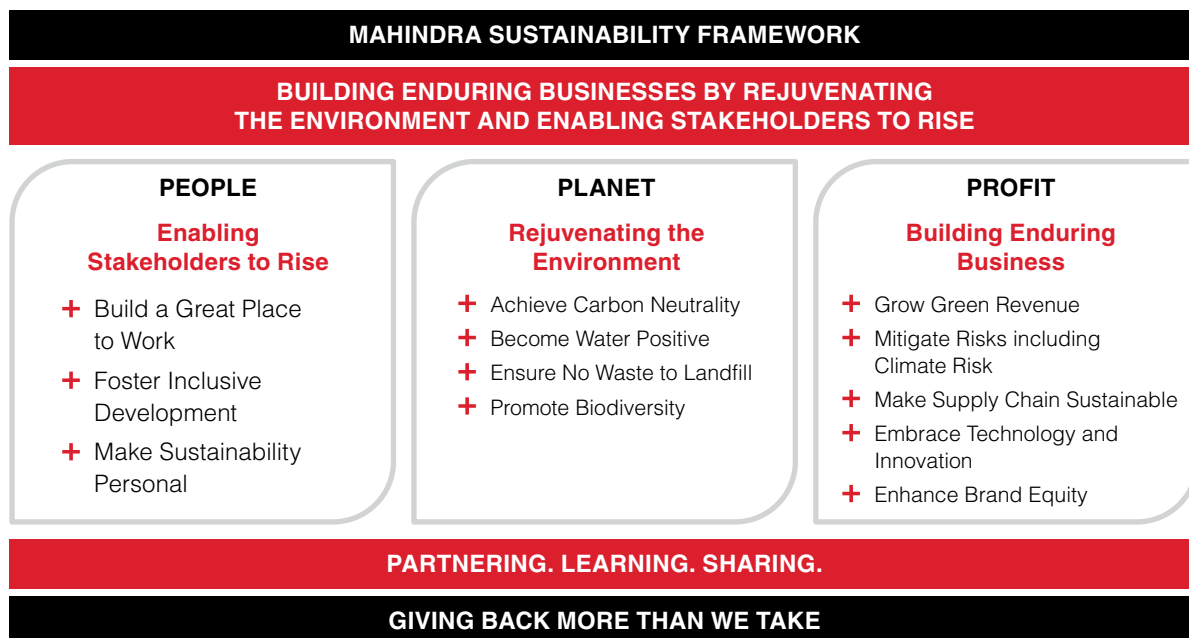 MAHINDRA SUSTAINABILITY FRAMEWORK
BUILDING ENDURING BUSINESSES BY REJUVENATING
THE ENVIRONMENT AND ENABLING STAKEHOLDERS TO RISE
PEOPLE
Enabling
Stakeholders to Rise
+ Build a Great Place
to Work
+ Foster Inclusive
Development
+ Make Sustainability
Personal
PLANET
Rejuvenating the
Environment
+ Achieve Carbon Neutrality
+ Become Water Positive
+ Ensure No Waste to Landfill
+ Promote Biodiversity
PROFIT
Building Enduring
Business
+ Grow Green Revenue
+ Mitigate Risks including
Climate Risk
+ Make Supply Chain Sustainable
+ Embrace Technology and
Innovation
+ Enhance Brand Equity
PARTNERING. LEARNING. SHARING.
GIVING BACK MORE THAN WE TAKE